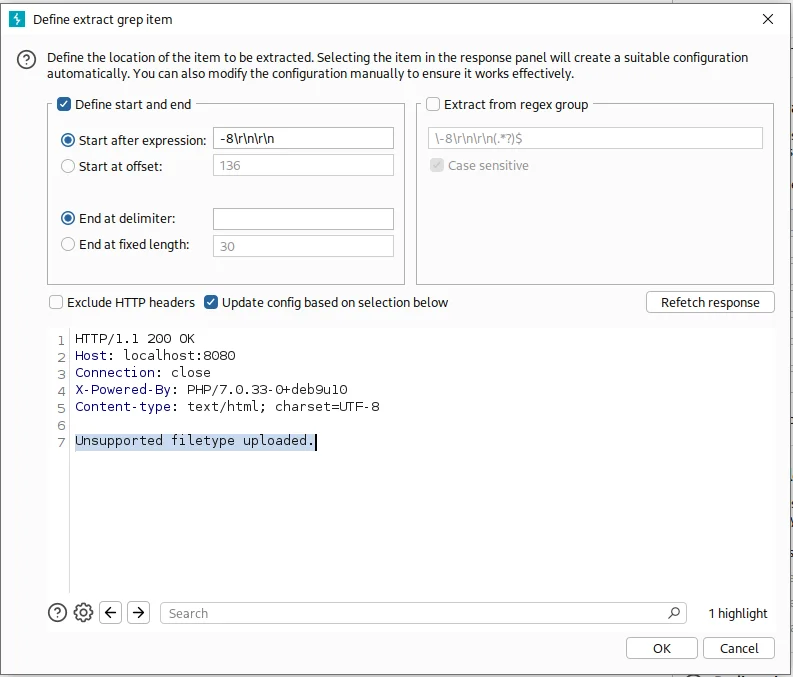 Define extract grep item
Define the location of the item to be extracted. Selecting the item in the response panel will create a suitable configuration
automatically. You can also modify the configuration manually to ensure it works effectively.
Define start and end
Start after expression: -8\r\n\r\n
Start at offset: 136
End at delimiter:
End at fixed length: 30
Extract from regex group
\-8\r\n\r\n(.*?)$
Case sensitive
Exclude HTTP headers Update config based on selection below Refetch response
1 HTTP/1.1 200 OK
2 Host: localhost:8080
3 Connection: close
4 X-Powered-By: PHP/7.0.33-0+deb9u10
5 Content-type: text/html; charset=UTF-8
6
7 Unsupported filetype uploaded.
Search 1 highlight
OK Cancel